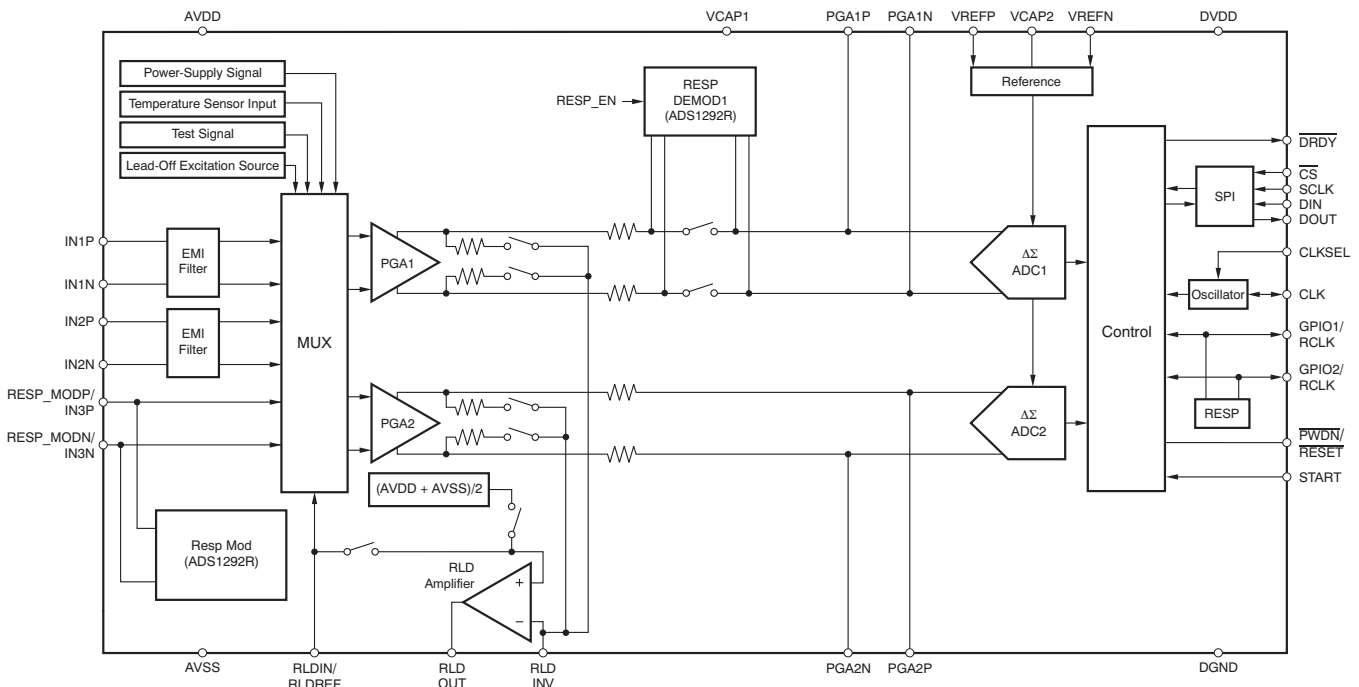 AVDD
VCAP1
PGA1P
PGA1N
VREFP
VCAP2
VREFN
DVDD
Power-Supply Signal
Temperature Sensor Input
Test Signal
Lead-Off Excitation Source
RESP_EN
RESP
DEMOD1
(ADS1292R)
Reference
DRDY
CS
SCLK
DIN
DOUT
SPI
CLKSEL
Oscillator
CLK
GPIO1/
RCLK
GPIO2/
RCLK
RESP
PWDN/
RESET
START
Control
IN1P
IN1N
EMI
Filter
IN2P
IN2N
EMI
Filter
RESP_MODP/
IN3P
RESP_MODN/
IN3N
MUX
PGA1
PGA2
ΔΣ
ADC1
ΔΣ
ADC2
(AVDD + AVSS)/2
Resp Mod
(ADS1292R)
RLD
Amplifier
+
−
AVSS
RLDIN/
RLDREF
RLD
OUT
RLD
INV
PGA2N
PGA2P
DGND